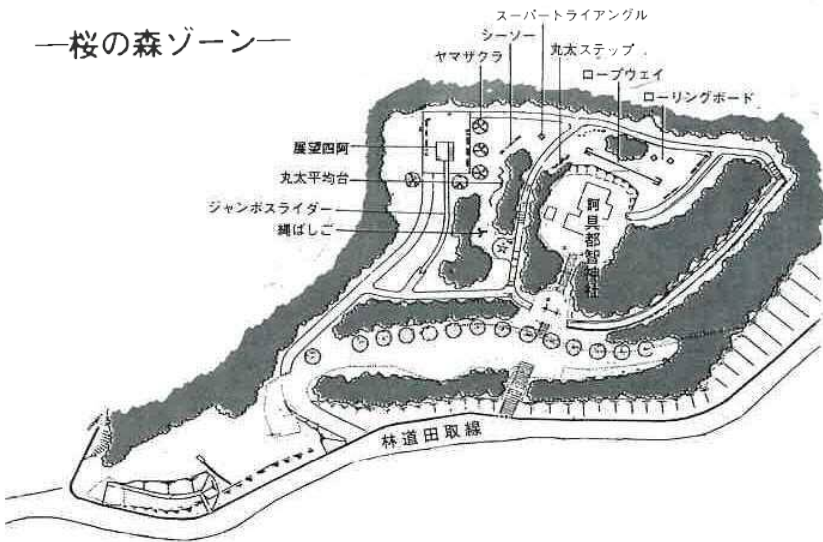 ―桜の森ゾーン―
スーパートライアングル
シーソー
ヤマザクラ
丸太ステップ
ロープウェイ
ローリングボード
展望四阿
丸太平均台
ジャンボスライダー
縄ばしご
訶具都智神社
林道田取線